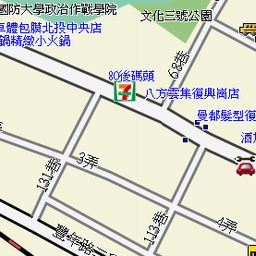 國防大學政治作戰學院
文化三號公園
車體包膜北投中央店
鍋精緻小火鍋
80後碼頭
68巷
八方雲集復興崗店
曼都髮型復
酒
3弄
131巷
113巷
4弄
豐年路二段